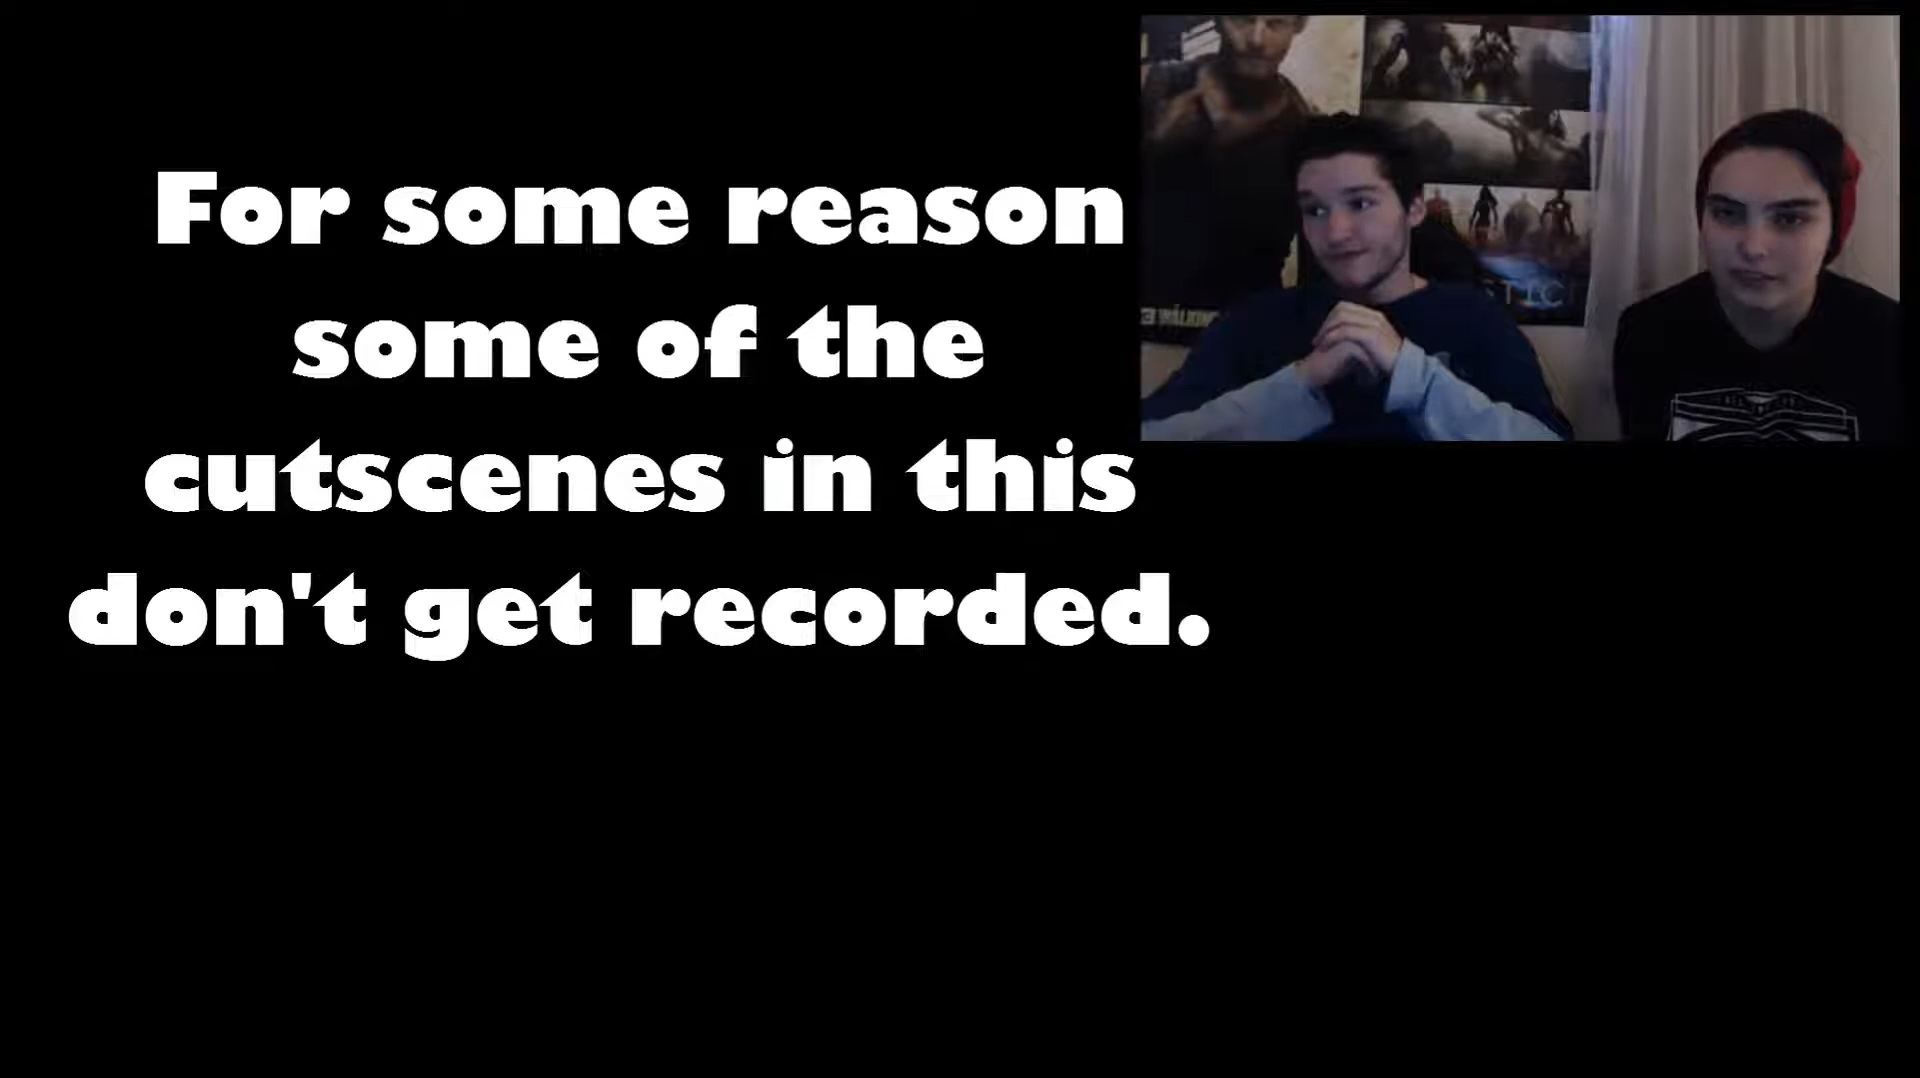 For some reason
some of the
cutscenes in this
don't get recorded.